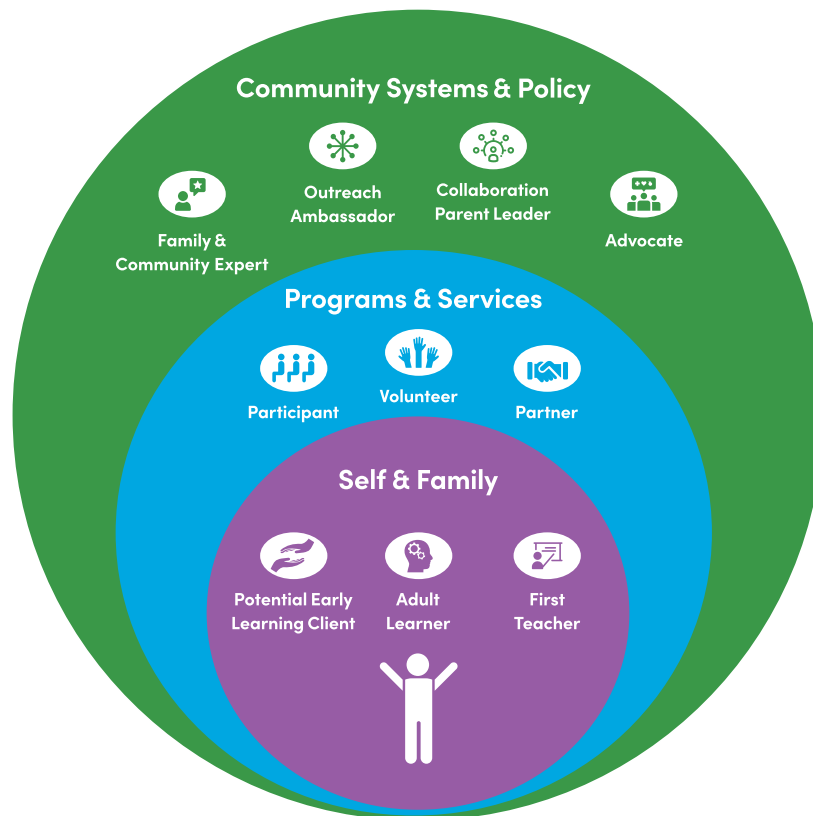 Community Systems & Policy
Family &
Community Expert
Outreach
Ambassador
Collaboration
Parent Leader
Advocate
Programs & Services
Participant
Volunteer
Partner
Self & Family
Potential Early
Learning Client
Adult
Learner
First
Teacher